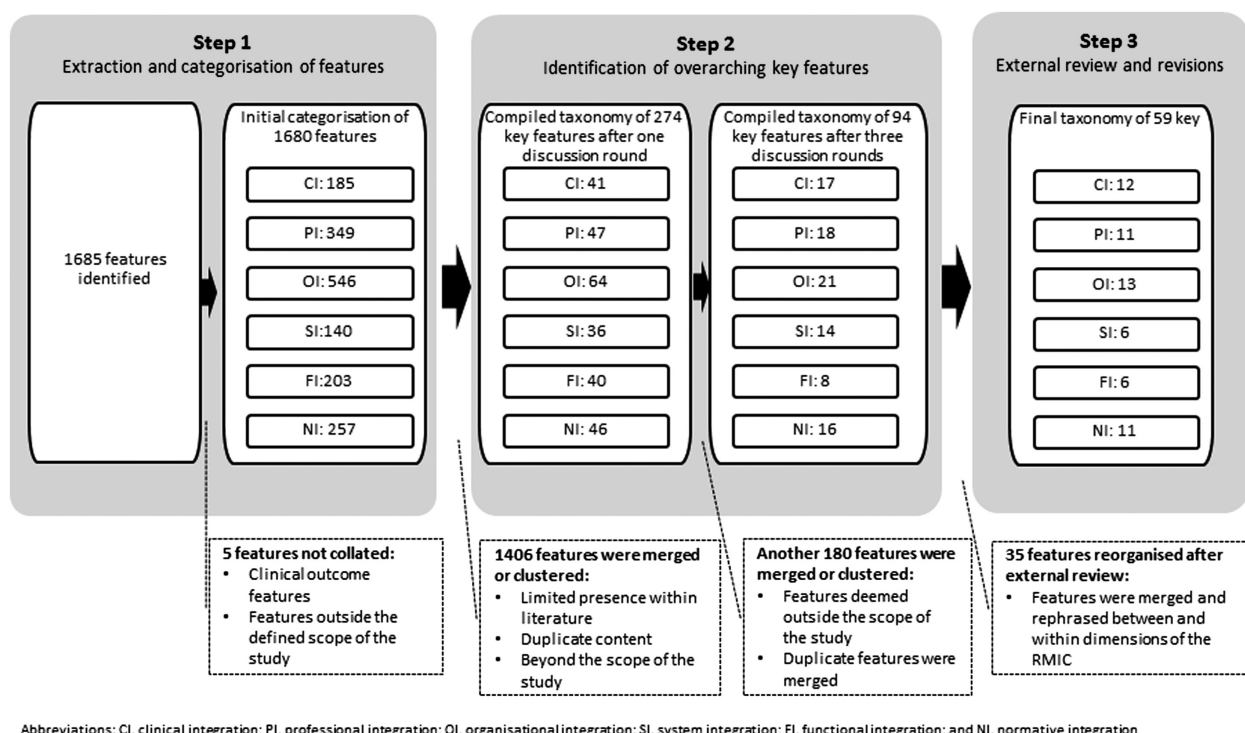 Step 1
Extraction and categorisation of features
1685 features
identified
Initial categorisation of
1680 features
CI: 185
PI: 349
OI: 546
SI:140
FI:203
NI: 257
Step 2
Identification of overarching key features
Compiled taxonomy of 274
key features after one
discussion round
CI: 41
PI: 47
OI: 64
SI: 36
FI: 40
NI: 46
Compiled taxonomy of 94
key features after three
discussion rounds
CI: 17
PI: 18
OI: 21
SI: 14
FI: 8
NI: 16
Step 3
External review and revisions
Final taxonomy of 59 key
CI: 12
PI: 11
OI: 13
SI: 6
FI: 6
NI: 11
5 features not collated:
• Clinical outcome
features
• Features outside the
defined scope of the
study
1406 features were merged
or clustered:
• Limited presence within
literature
• Duplicate content
• Beyond the scope of the
study
Another 180 features were
merged or clustered:
• Features deemed
outside the scope of
the study
• Duplicate features were
merged
35 features reorganised after
external review:
• Features were merged and
rephrased between and
within dimensions of the
RMIC
Abbreviations: CI, clinical integration; PI, professional integration; OI, organisational integration; SI, system integration; FI, functional integration; and NI, normative integration